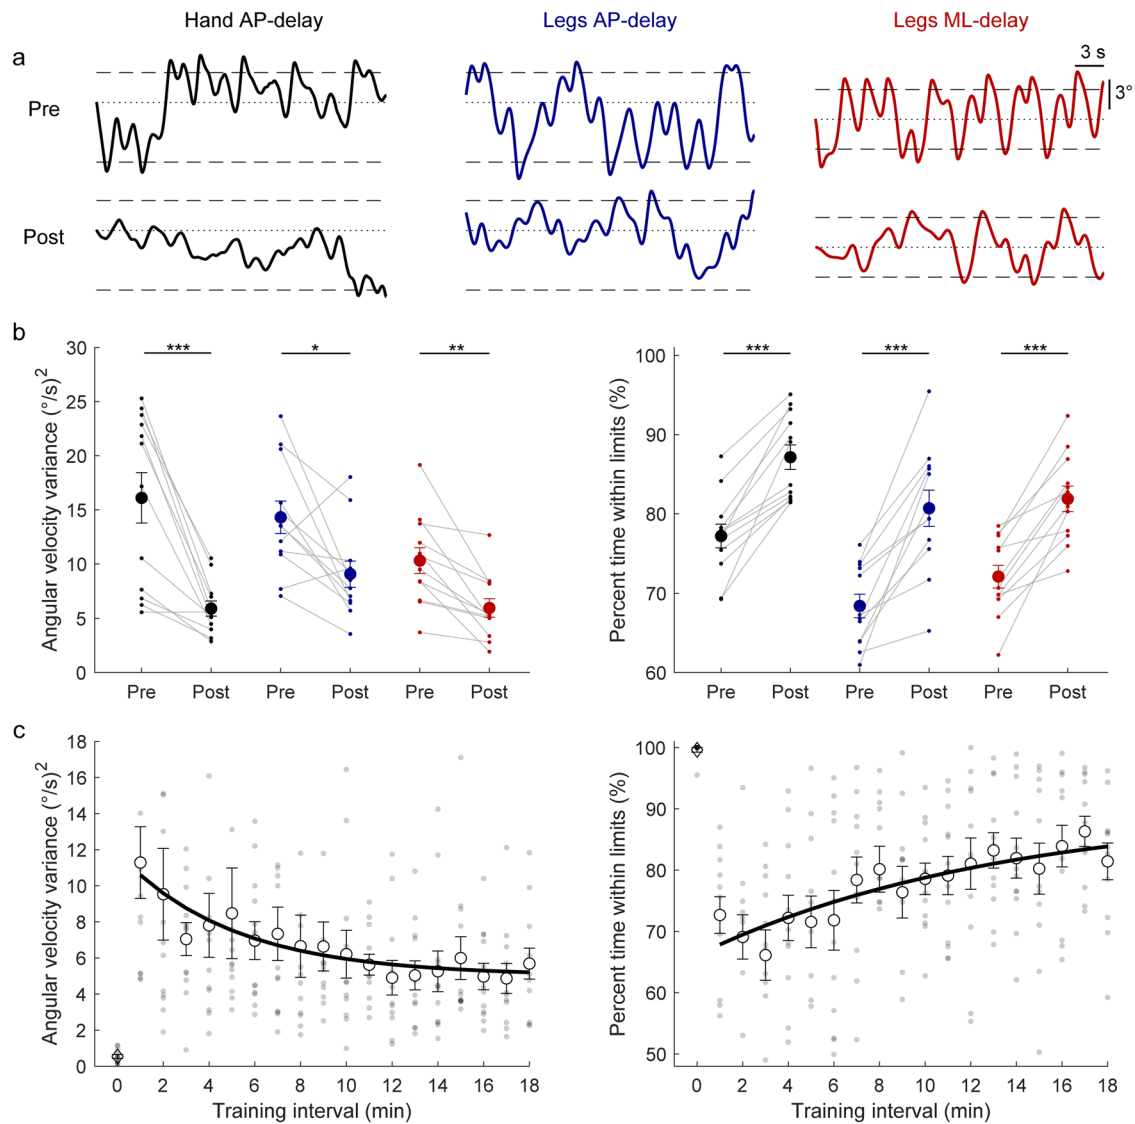 Hand AP-delay Legs AP-delay Legs ML-delay
a
3 s
Pre
3°
Post
b
30 *** * ** 100 *** *** ***
25
90
20
15 80
10
70
5
0 60
Angular velocity variance (°/s)2
Percent time within limits (%)
Pre Post Pre Post Pre Post Pre Post Pre Post Pre Post
c
18 100
16
14 90
12
80
10
8 70
6
60
4
2
50
0
Angular velocity variance (°/s)2
Percent time within limits (%)
0 2 4 6 8 10 12 14 16 18 0 2 4 6 8 10 12 14 16 18
Training interval (min) Training interval (min)